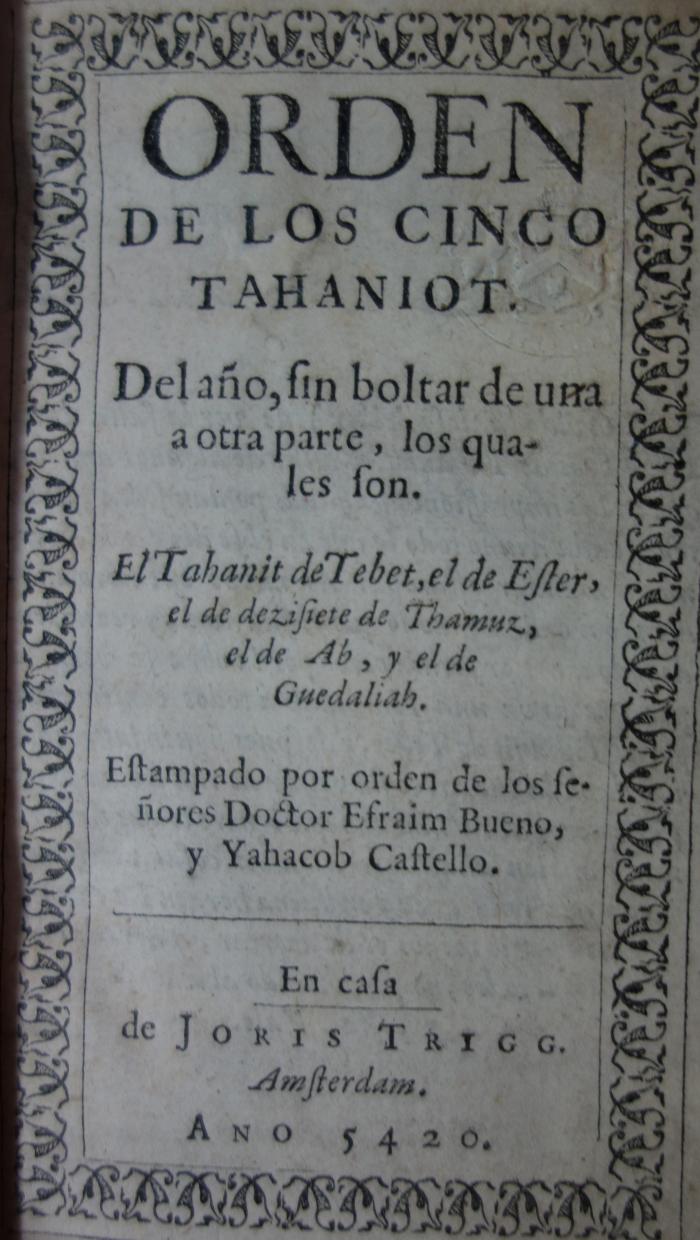 ORDEN
DE LOS CINCO
TAHANIOT.
Del año, ſin boltar de una
a otra parte, los qua-
les ſon.
El Tahanit de Tebet, el de Eſter,
el de deziſiete de Thamuz,
el de Ab, y el de
Guedaliah.
Eſtampado por orden de los ſe-
ñores Doctor Efraim Bueno,
y Yahacob Caſtello.
En caſa
de JORIS TRIGG.
Amſterdam.
ANO 5420.